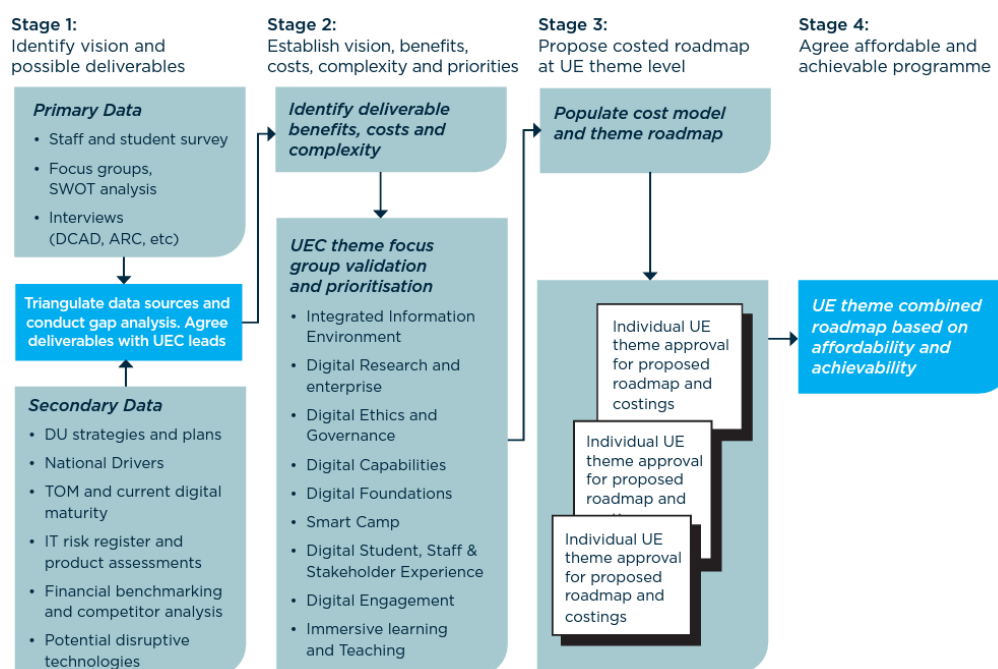 Stage 1:
Identify vision and
possible deliverables
Primary Data
• Staff and student survey
• Focus groups,
SWOT analysis
• Interviews
(DCAD, ARC, etc)
Triangulate data sources and
conduct gap analysis. Agree
deliverables with UEC leads
Secondary Data
• DU strategies and plans
• National Drivers
• TOM and current digital
maturity
• IT risk register and
product assessments
• Financial benchmarking
and competitor analysis
• Potential disruptive
technologies
Stage 2:
Establish vision, benefits,
costs, complexity and priorities
Identify deliverable
benefits, costs and
complexity
UEC theme focus
group validation
and prioritisation
• Integrated Information
Environment
• Digital Research and
enterprise
• Digital Ethics and
Governance
• Digital Capabilities
• Digital Foundations
• Smart Camp
• Digital Student, Staff &
Stakeholder Experience
• Digital Engagement
• Immersive learning
and Teaching
Stage 3:
Propose costed roadmap
at UE theme level
Populate cost model
and theme roadmap
Individual UE
theme approval
for proposed
roadmap and
costings
Individual UE
theme approval
for proposed
roadmap and
Individual UE
theme approval
for proposed
roadmap and
costings
Stage 4:
Agree affordable and
achievable programme
UE theme combined
roadmap based on
affordability and
achievability